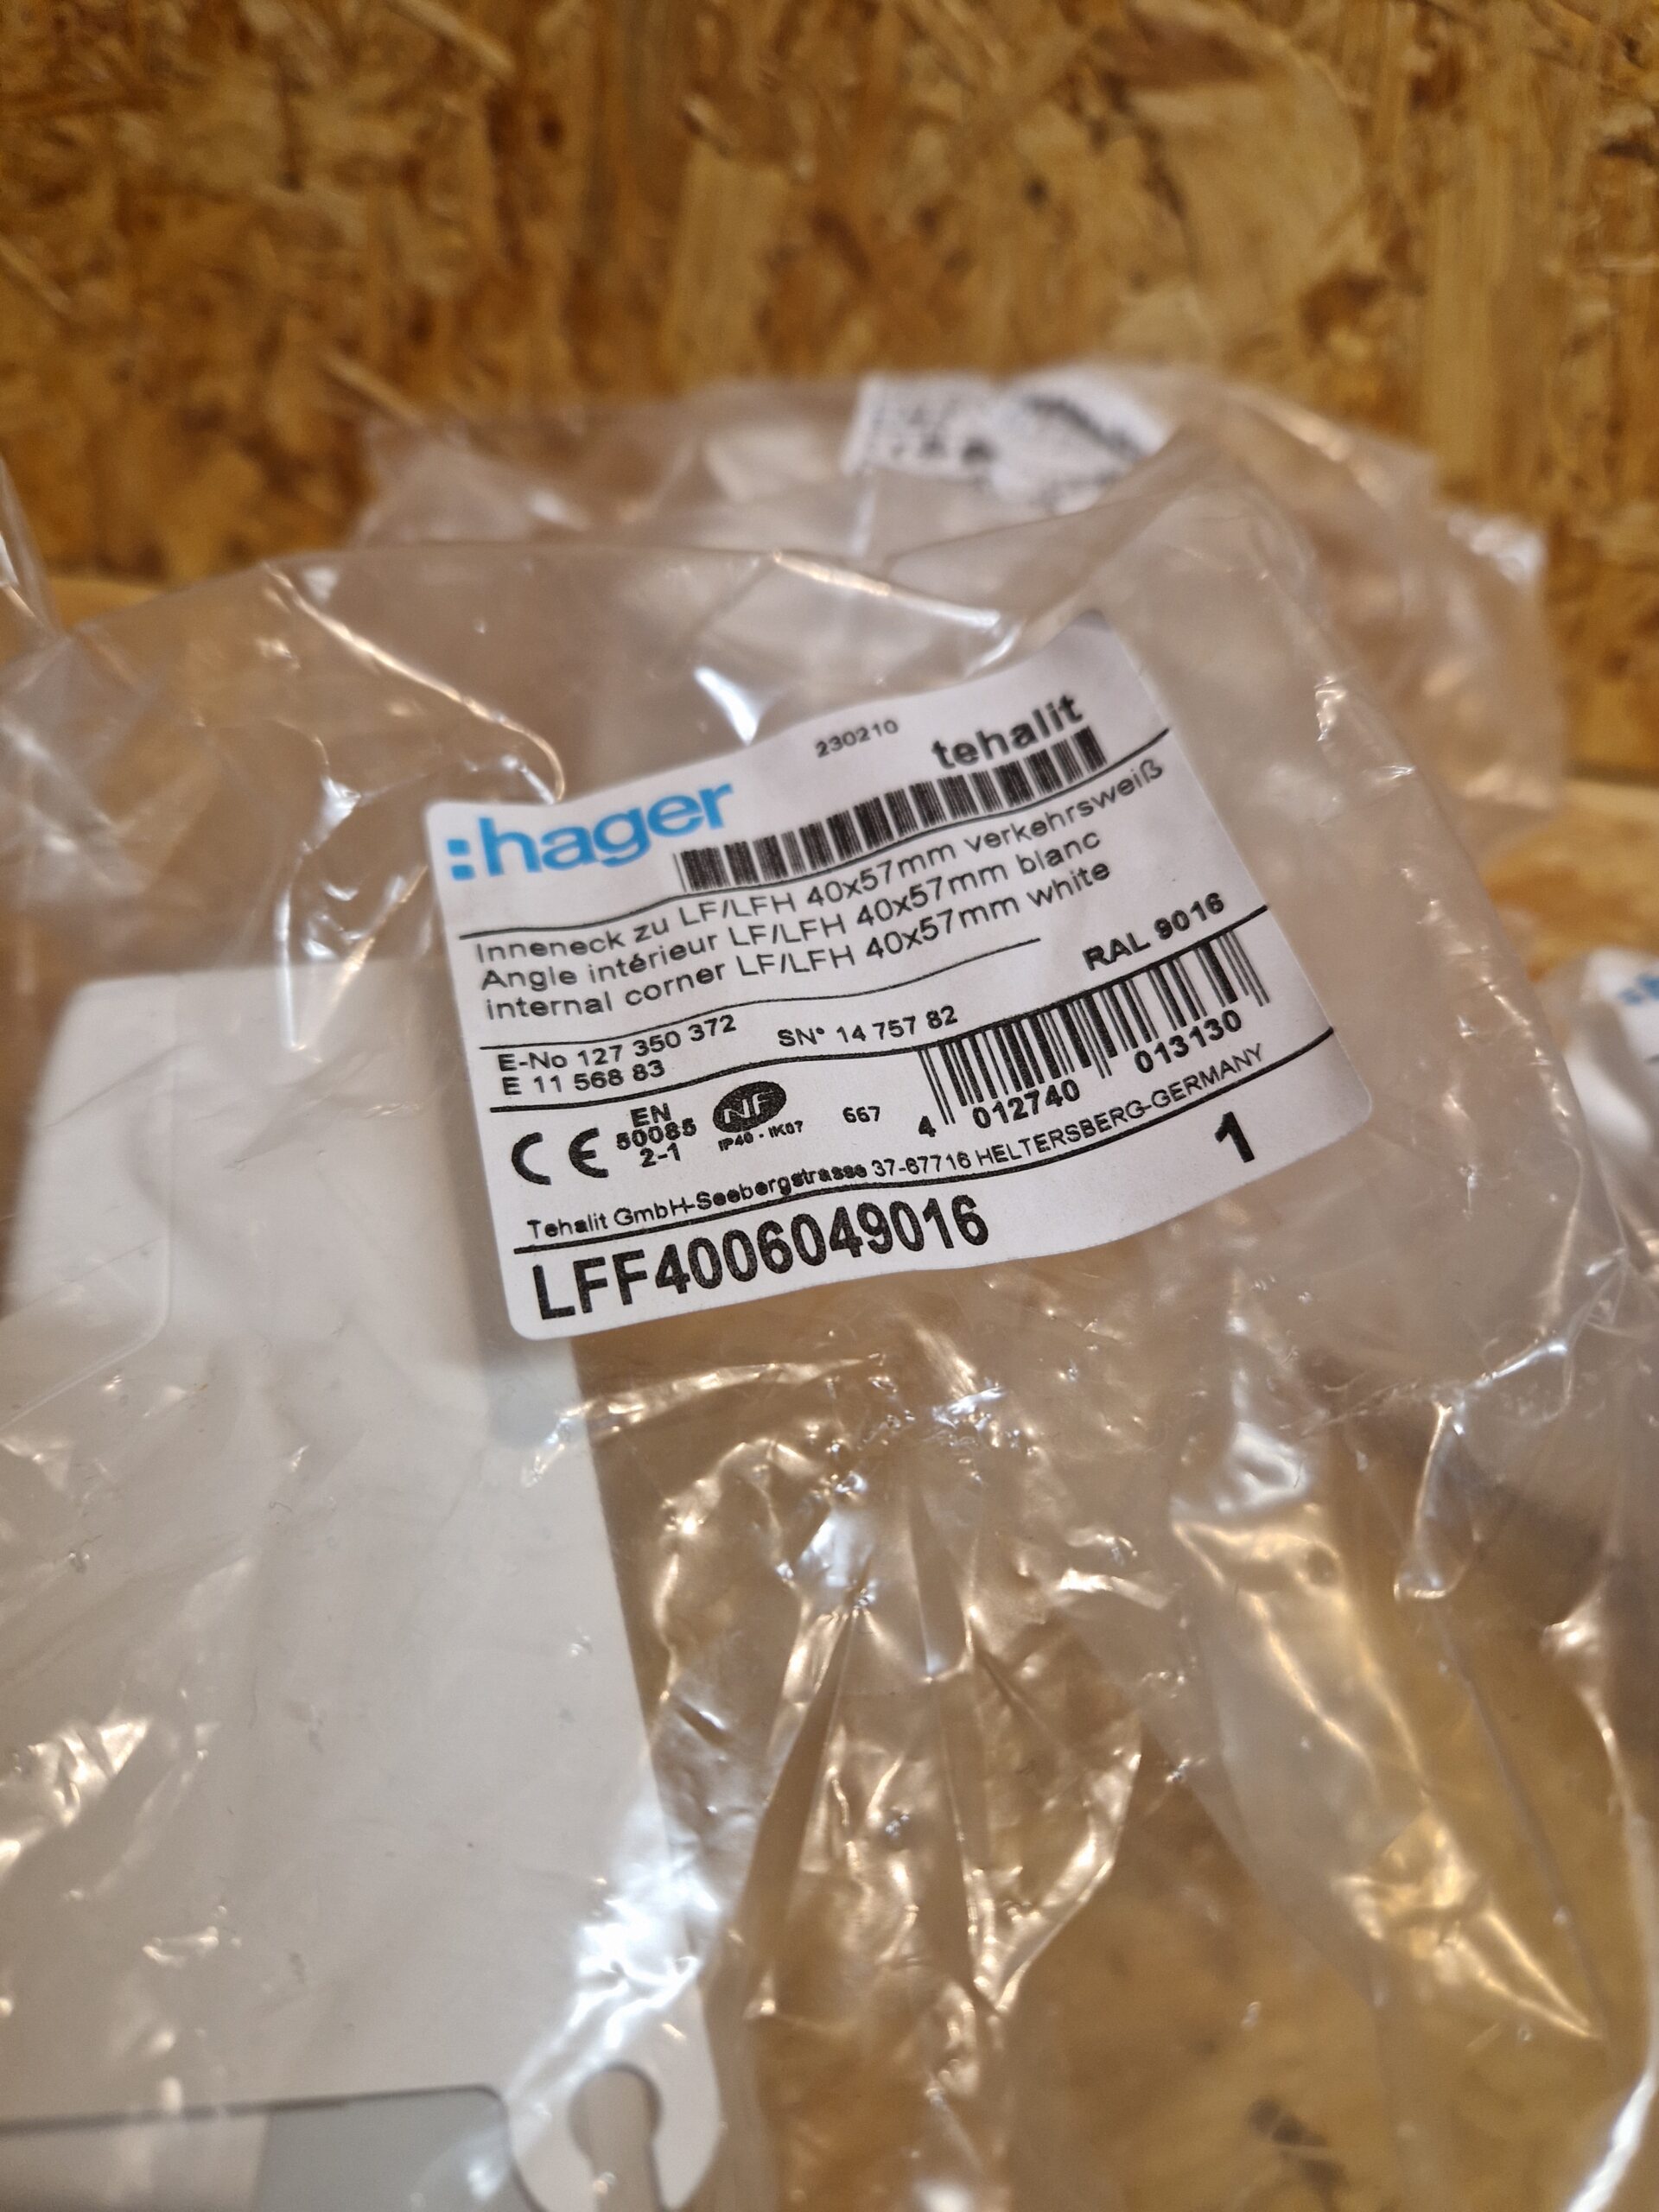 230210
tehalit
:hager
Inneneck zu LF/LFH 40x57mm verkehrsweiß
Angle intérieur LF/LFH 40x57mm blanc
internal corner LF/LFH 40x57mm white
RAL 9016
E-No 127 350 372
SN° 14 757 82
E 11 568 83
CE
EN
50085
2-1
NF
IP40 - IK07
667
4 012740 013130
Tehalit GmbH-Seebergstrasse 37-67716 HELTERSBERG-GERMANY
LFF4006049016
1